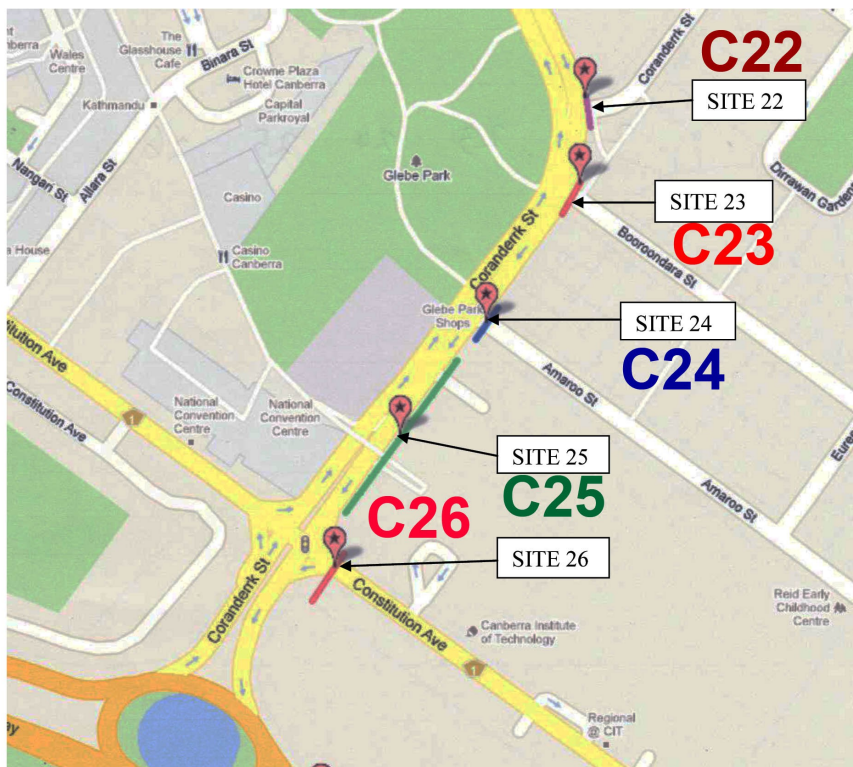 The
Glasshouse
Cafe
Binara St
Wales
Centre
Crowne Plaza
Hotel Canberra
Capital
Parkroyal
Kathmandu
Nangari St
Allara St
Casino
Casino
Canberra
Glebe Park
Coranderrk St
C22
SITE 22
SITE 23
C23
Dirrawan Gardens
Booroondara St
Coranderrk St
Glebe Park
Shops
SITE 24
C24
Amaroo St
Amaroo St
Constitution Ave
1
National
Convention
Centre
National
Convention
Centre
SITE 25
C25
C26
SITE 26
Coranderrk St
Constitution Ave
1
Canberra Institute
of Technology
Reid Early
Childhood
Centre
Regional
@ CIT